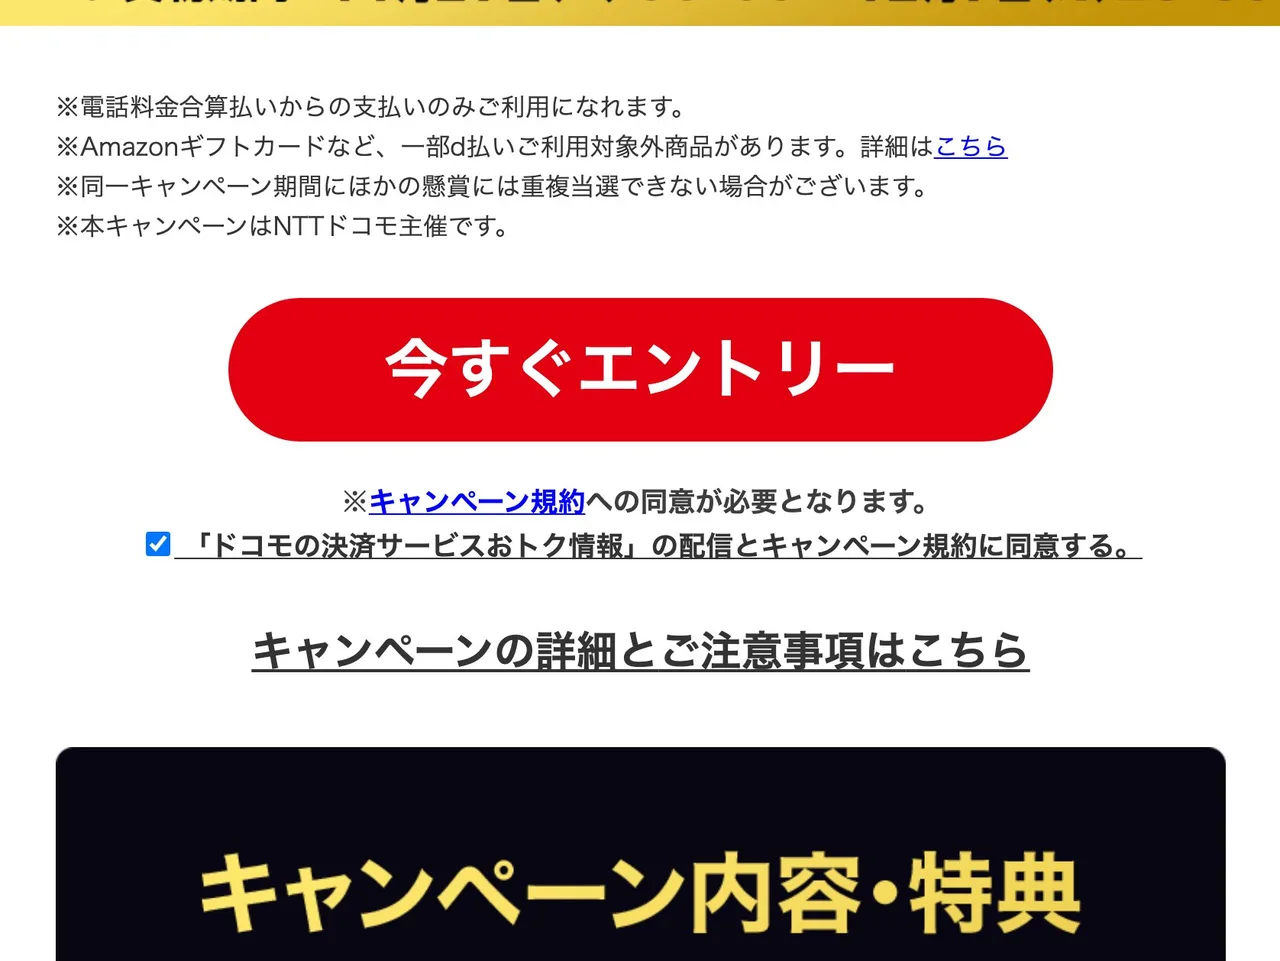 ※電話料金合算払いからの支払いのみご利用になれます。
※Amazonギフトカードなど、一部d払いご利用対象外商品があります。詳細はこちら
※同一キャンペーン期間にほかの懸賞には重複当選できない場合がございます。
※本キャンペーンはNTTドコモ主催です。
今すぐエントリー
※キャンペーン規約への同意が必要となります。
「ドコモの決済サービスおトク情報」の配信とキャンペーン規約に同意する。
キャンペーンの詳細とご注意事項はこちら
キャンペーン内容・特典